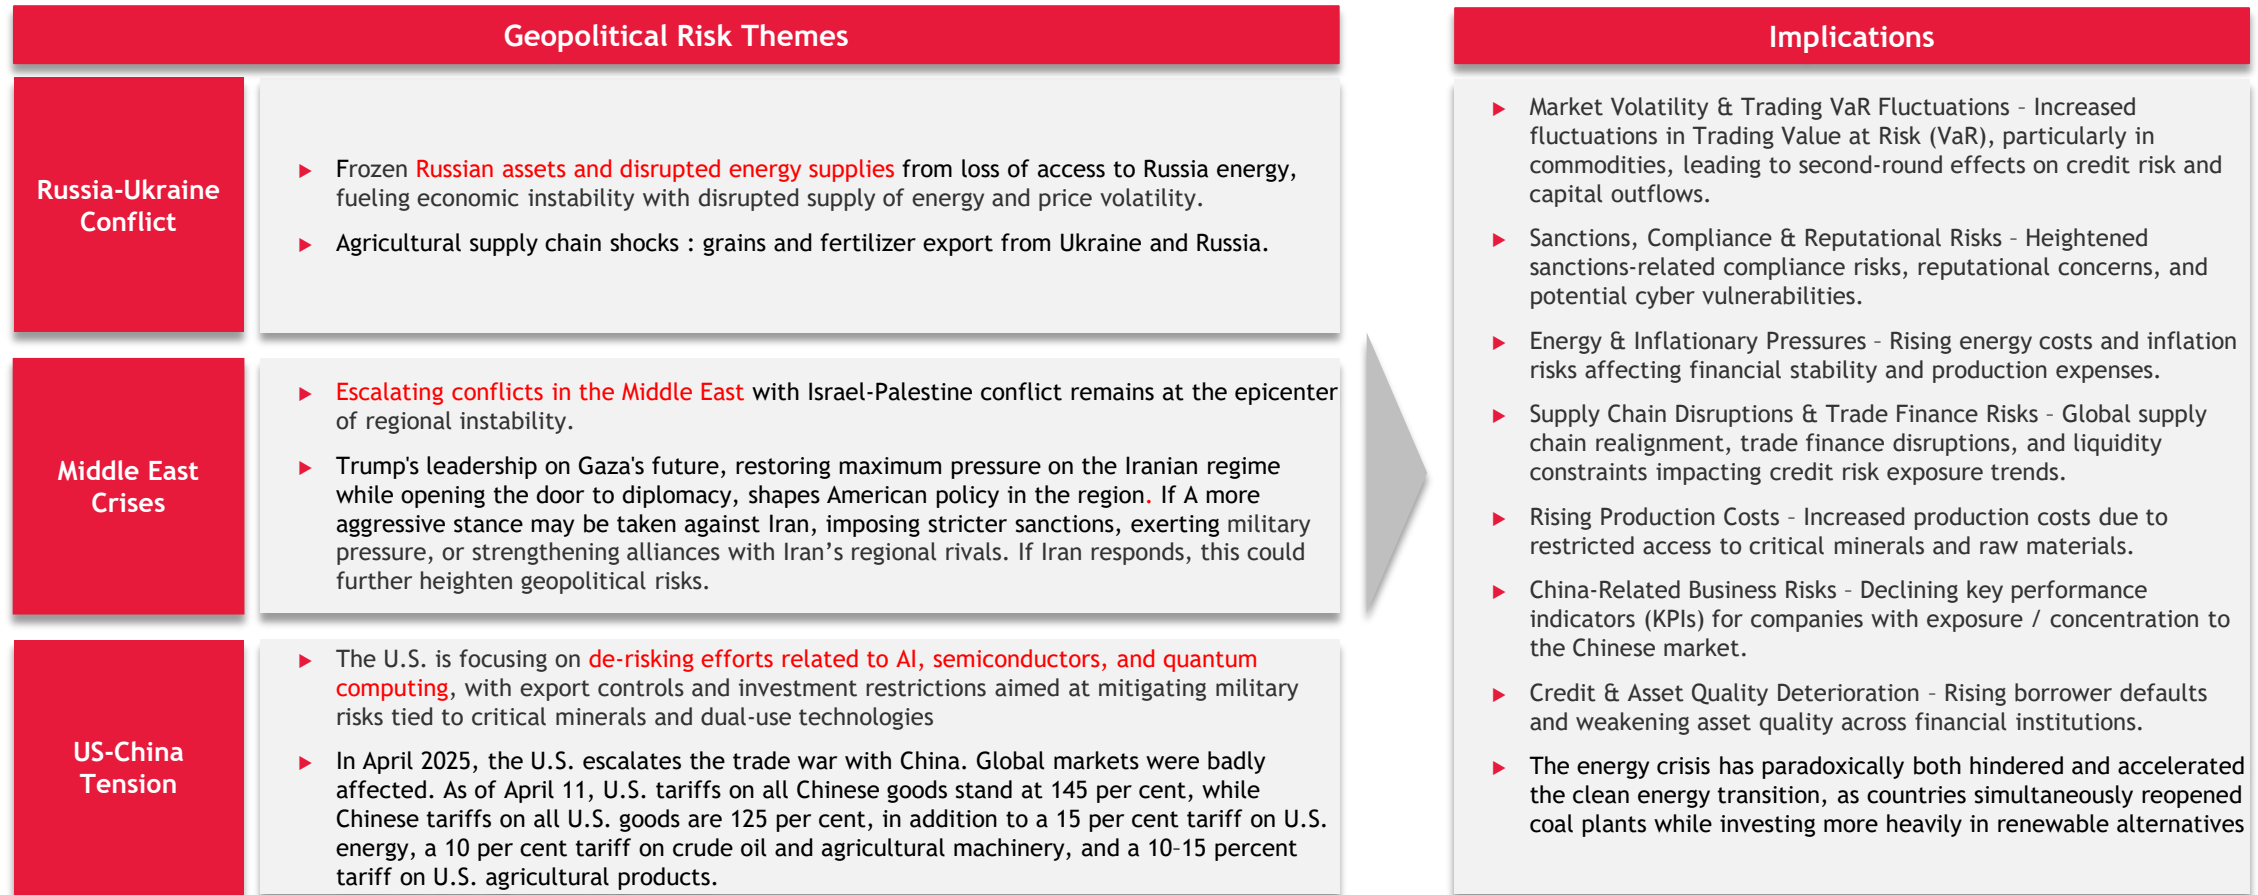 Geopolitical Risk Themes
Russia-Ukraine
Conflict
Frozen Russian assets and disrupted energy supplies from loss of access to Russia energy,
fueling economic instability with disrupted supply of energy and price volatility.
Agricultural supply chain shocks : grains and fertilizer export from Ukraine and Russia.
Middle East
Crises
Escalating conflicts in the Middle East with Israel-Palestine conflict remains at the epicenter
of regional instability.
Trump's leadership on Gaza's future, restoring maximum pressure on the Iranian regime
while opening the door to diplomacy, shapes American policy in the region. If A more
aggressive stance may be taken against Iran, imposing stricter sanctions, exerting military
pressure, or strengthening alliances with Iran’s regional rivals. If Iran responds, this could
further heighten geopolitical risks.
US-China
Tension
The U.S. is focusing on de-risking efforts related to AI, semiconductors, and quantum
computing, with export controls and investment restrictions aimed at mitigating military
risks tied to critical minerals and dual-use technologies
In April 2025, the U.S. escalates the trade war with China. Global markets were badly
affected. As of April 11, U.S. tariffs on all Chinese goods stand at 145 per cent, while
Chinese tariffs on all U.S. goods are 125 per cent, in addition to a 15 per cent tariff on U.S.
energy, a 10 per cent tariff on crude oil and agricultural machinery, and a 10–15 percent
tariff on U.S. agricultural products.
Implications
Market Volatility & Trading VaR Fluctuations – Increased
fluctuations in Trading Value at Risk (VaR), particularly in
commodities, leading to second-round effects on credit risk and
capital outflows.
Sanctions, Compliance & Reputational Risks – Heightened
sanctions-related compliance risks, reputational concerns, and
potential cyber vulnerabilities.
Energy & Inflationary Pressures – Rising energy costs and inflation
risks affecting financial stability and production expenses.
Supply Chain Disruptions & Trade Finance Risks – Global supply
chain realignment, trade finance disruptions, and liquidity
constraints impacting credit risk exposure trends.
Rising Production Costs – Increased production costs due to
restricted access to critical minerals and raw materials.
China-Related Business Risks – Declining key performance
indicators (KPIs) for companies with exposure / concentration to
the Chinese market.
Credit & Asset Quality Deterioration – Rising borrower defaults
and weakening asset quality across financial institutions.
The energy crisis has paradoxically both hindered and accelerated
the clean energy transition, as countries simultaneously reopened
coal plants while investing more heavily in renewable alternatives